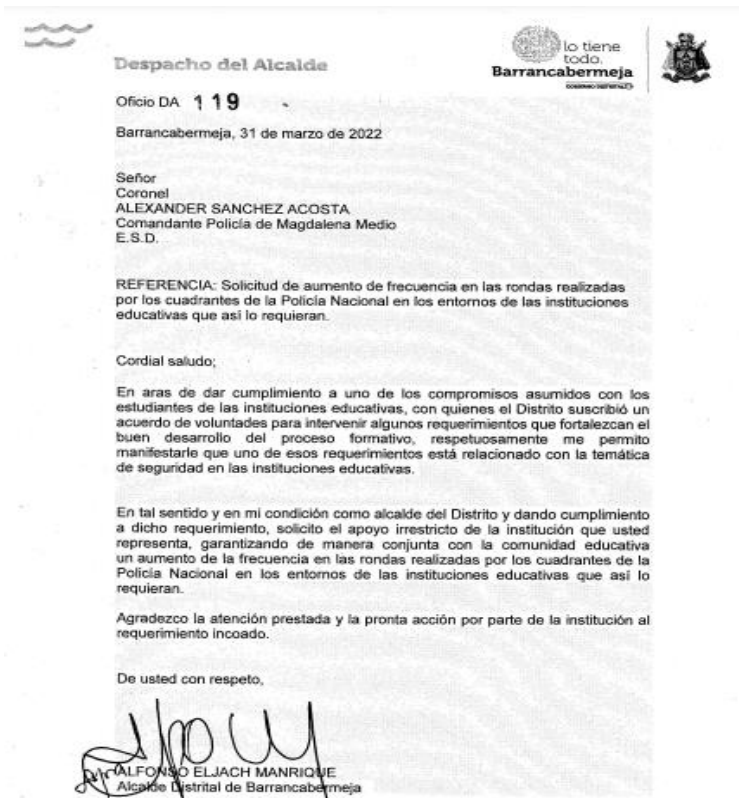 lo tiene
todo.
Barrancabermeja
Despacho del Alcalde
Oficio DA 119 -
Barrancabermeja, 31 de marzo de 2022
Señor
Coronel
ALEXANDER SANCHEZ ACOSTA
Comandante Policía de Magdalena Medio
E.S.D.
REFERENCIA: Solicitud de aumento de frecuencia en las rondas realizadas
por los cuadrantes de la Policía Nacional en los entornos de las instituciones
educativas que así lo requieran.
Cordial saludo;
En aras de dar cumplimiento a uno de los compromisos asumidos con los
estudiantes de las instituciones educativas, con quienes el Distrito suscribió un
acuerdo de voluntades para intervenir algunos requerimientos que fortalezcan el
buen desarrollo del proceso formativo, respetuosamente me permito
manifestarle que uno de esos requerimientos está relacionado con la temática
de seguridad en las instituciones educativas.
En tal sentido y en mi condición como alcalde del Distrito y dando cumplimiento
a dicho requerimiento, solicito el apoyo irrestricto de la institución que usted
representa, garantizando de manera conjunta con la comunidad educativa
un aumento de la frecuencia en las rondas realizadas por los cuadrantes de la
Policía Nacional en los entornos de las instituciones educativas que así lo
requieran.
Agradezco la atención prestada y la pronta acción por parte de la institución al
requerimiento incoado.
De usted con respeto,
ALFONSO ELJACH MANRIQUE
Alcalde Distrital de Barrancabermeja